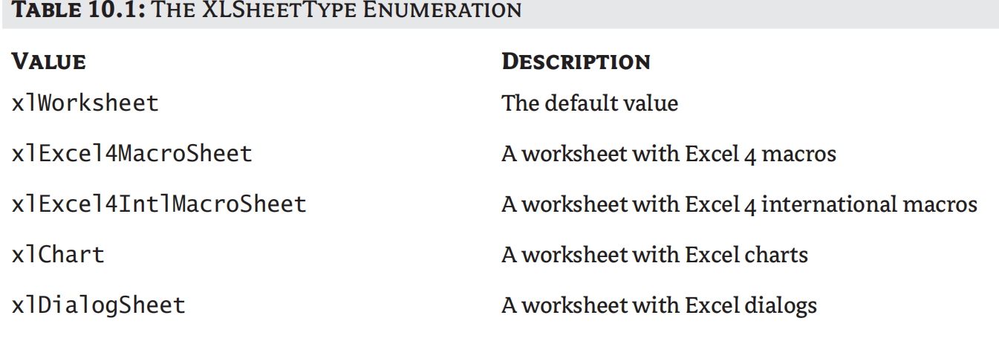 TABLE 10.1: THE XLSHEETTYPE ENUMERATION
VALUE DESCRIPTION
xlWorksheet The default value
xlExcel4MacroSheet A worksheet with Excel 4 macros
xlExcel4IntlMacroSheet A worksheet with Excel 4 international macros
xlChart A worksheet with Excel charts
xlDialogSheet A worksheet with Excel dialogs